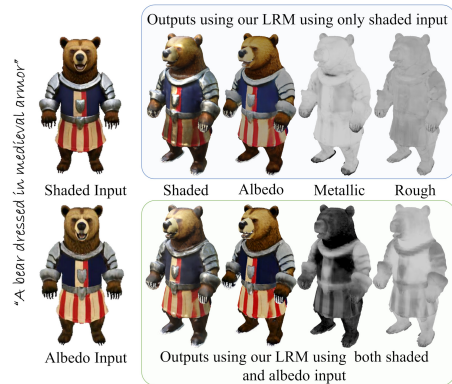 Outputs using our LRM using only shaded input
"A bear dressed in medieval armor"
Shaded Input
Shaded
Albedo
Metallic
Rough
Albedo Input
Outputs using our LRM using both shaded
and albedo input